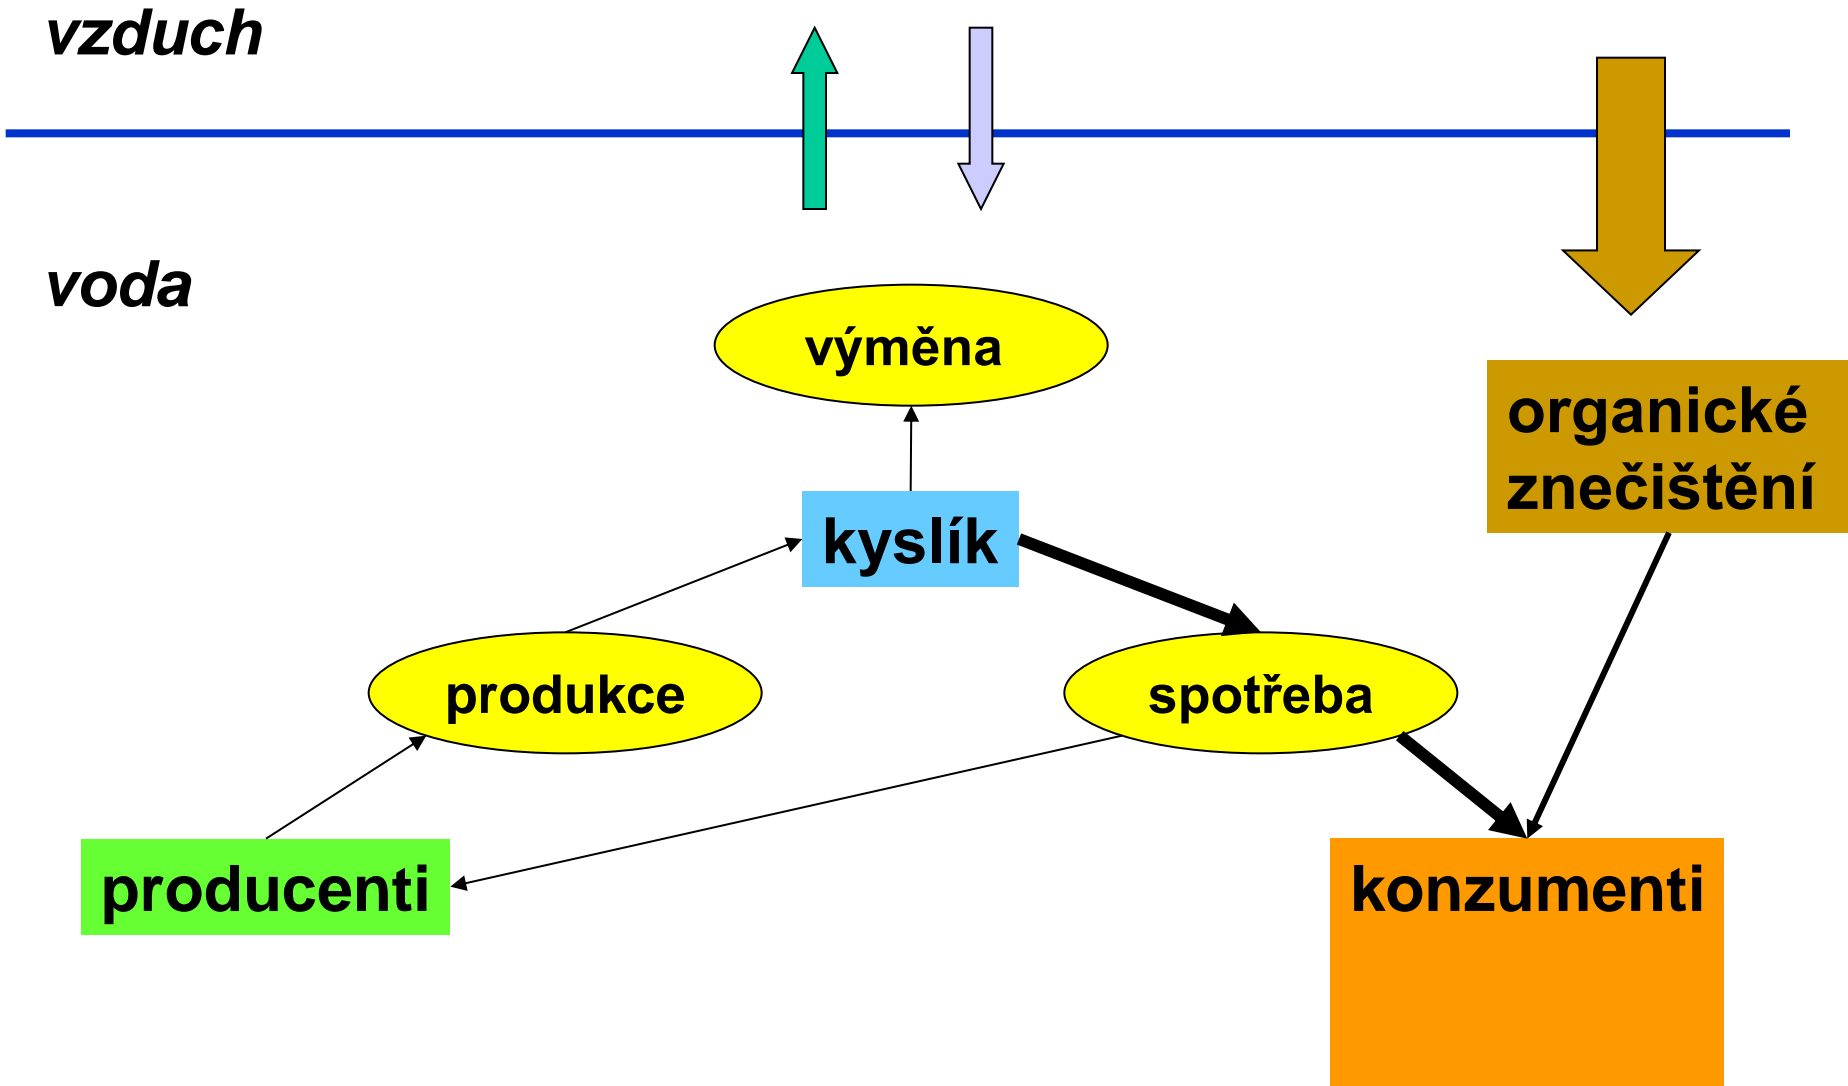 vzduch
voda
výměna
organické
znečištění
kyslík
produkce
spotřeba
producenti
konzumenti